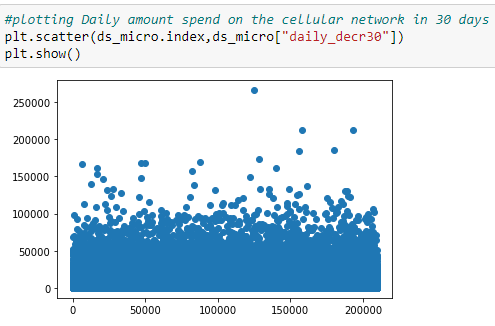 #plotting Daily amount spend on the cellular network in 30 days
plt.scatter(ds_micro.index,ds_micro["daily_decr30"])
plt.show()
250000
200000
150000
100000
50000
0
0 50000 100000 150000 200000